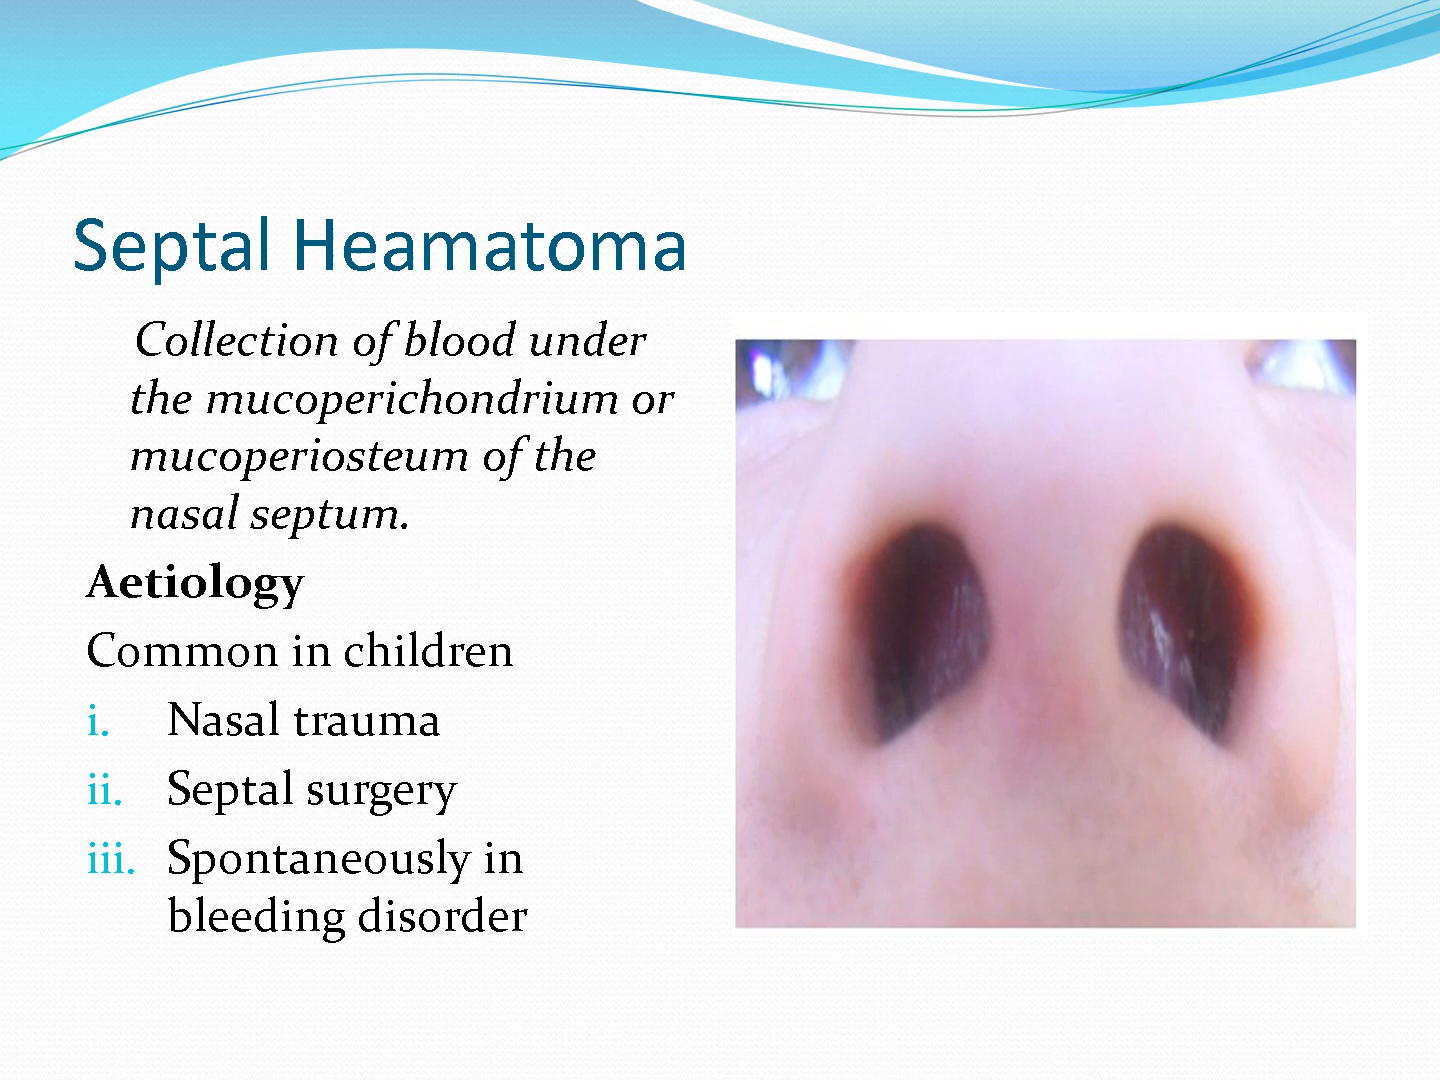 Septal Heamatoma
Collection of blood under
the mucoperichondrium or
mucoperiosteum of the
nasal septum.
Aetiology
Common in children
i. Nasal trauma
ii. Septal surgery
iii. Spontaneously in
bleeding disorder